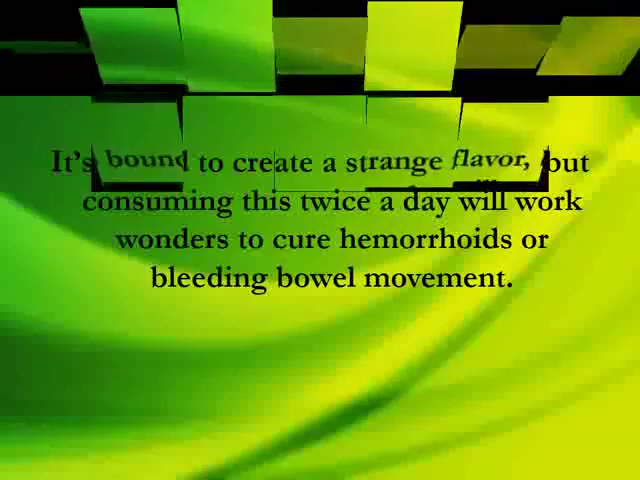 It's bound to create a strange flavor, but
consuming this twice a day will work
wonders to cure hemorrhoids or
bleeding bowel movement.